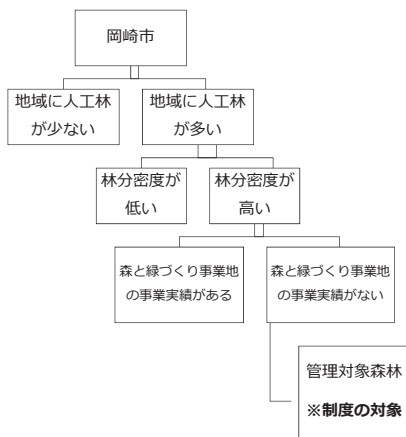 岡崎市
地域に人工林
が少ない
地域に人工林
が多い
林分密度が
低い
林分密度が
高い
森と緑づくり事業地
の事業実績がある
森と緑づくり事業地
の事業実績がない
管理対象森林
※制度の対象